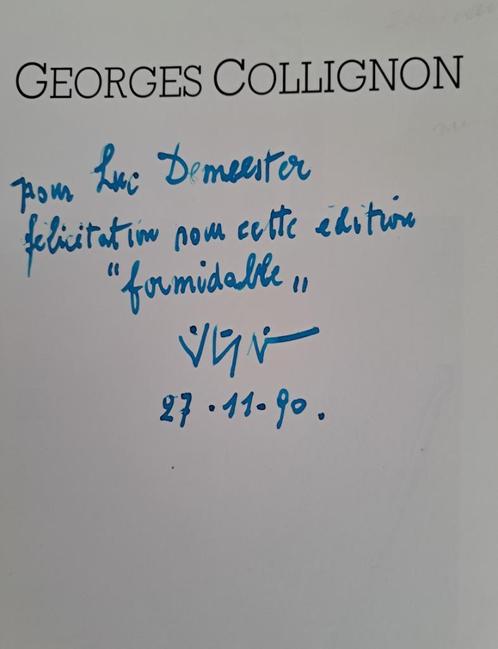 GEORGES COLLIGNON
pour Luc Demeester
félicitation pour cette édition
"formidable"
27.11.90.